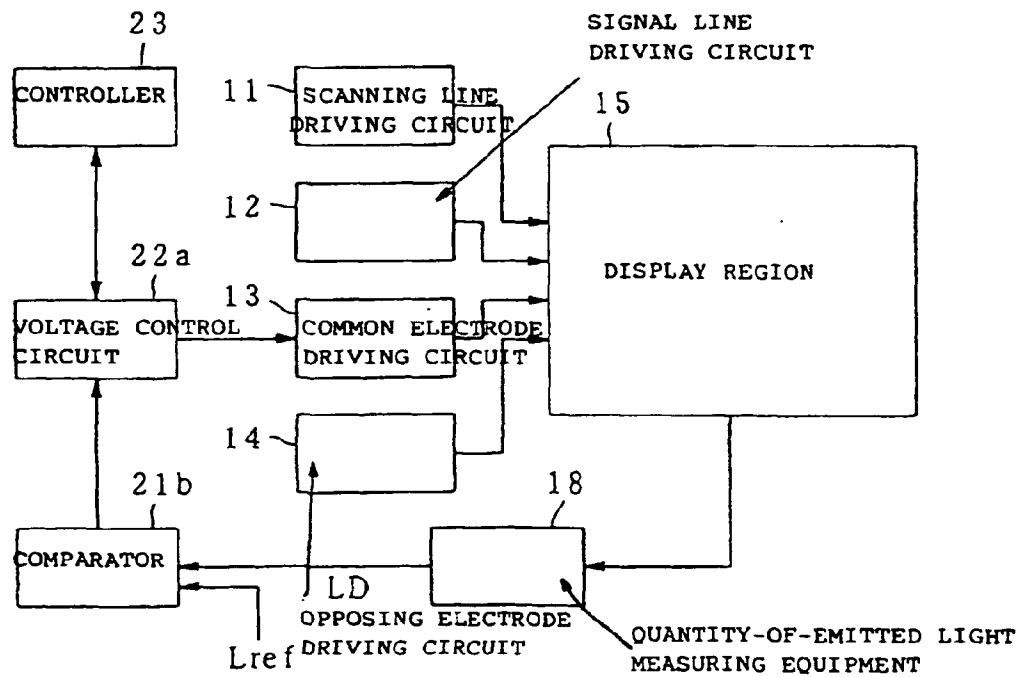 SIGNAL LINE
DRIVING CIRCUIT
23
CONTROLLER
11
SCANNING LINE
DRIVING CIRCUIT
15
12
DISPLAY REGION
22a
VOLTAGE CONTROL
CIRCUIT
13
COMMON ELECTRODE
DRIVING CIRCUIT
14
21b
COMPARATOR
18
LD
OPPOSING ELECTRODE
DRIVING CIRCUIT
Lref
QUANTITY-OF-EMITTED LIGHT
MEASURING EQUIPMENT